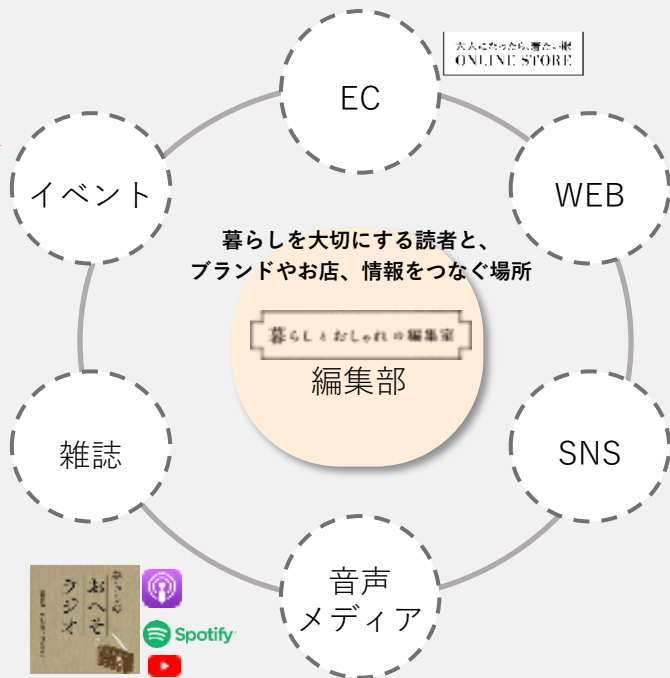 大人になったら、着たい服
ONLINE STORE
EC
イベント
WEB
暮らしを大切にする読者と、
ブランドやお店、情報をつなぐ場所
暮らしとおしゃれの編集室
編集部
雑誌
SNS
音声
メディア
暮らしの
おへそ
ラジオ
Spotify